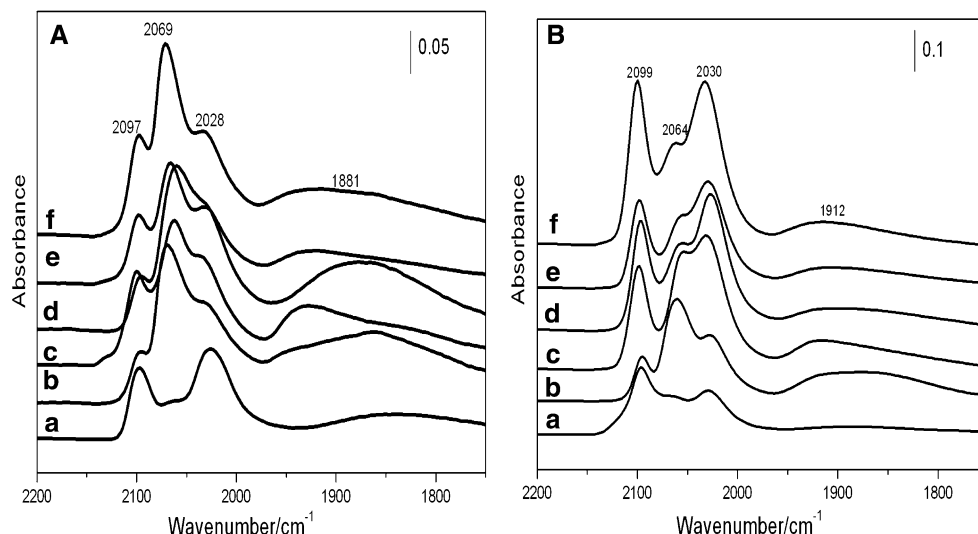 A
2069
0.05
2097
2028
1881
f
e
d
c
b
a
Absorbance
2200
2100
2000
1900
1800
Wavenumber/cm-1
B
2099
2030
0.1
2064
1912
f
e
d
c
b
a
Absorbance
2200
2100
2000
1900
1800
Wavenumber/cm-1